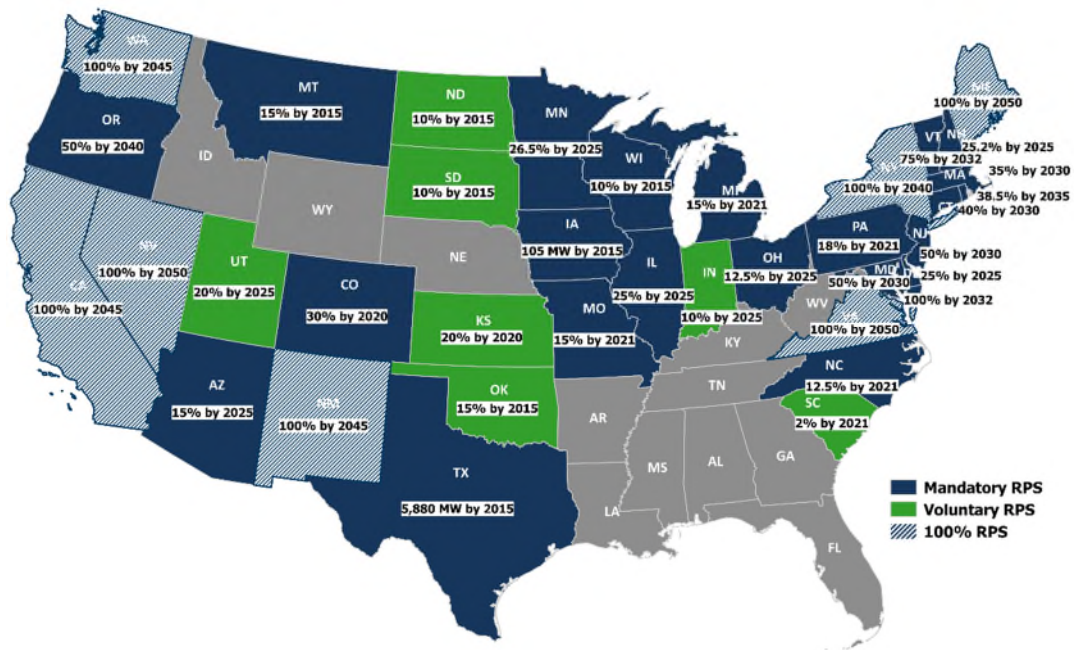 WA
100% by 2045
MT
15% by 2015
ND
10% by 2015
MN
26.5% by 2025
100% by 2050
OR
50% by 2040
ID
SD
10% by 2015
WI
10% by 2015
MI
15% by 2021
VT
75% by 2032
NH
25.2% by 2025
MA
35% by 2030
NY
100% by 2040
38.5% by 2035
CT
40% by 2030
WY
IA
105 MW by 2015
PA
18% by 2021
NJ
50% by 2030
NV
100% by 2050
UT
20% by 2025
NE
CO
30% by 2020
IL
25% by 2025
IN
10% by 2025
OH
12.5% by 2025
MD
50% by 2030
25% by 2025
100% by 2032
CA
100% by 2045
KS
20% by 2020
MO
15% by 2021
WV
VA
100% by 2050
KY
AZ
15% by 2025
NM
100% by 2045
OK
15% by 2015
AR
TN
NC
12.5% by 2021
SC
2% by 2021
TX
5,880 MW by 2015
LA
MS
AL
GA
FL
Mandatory RPS
Voluntary RPS
100% RPS